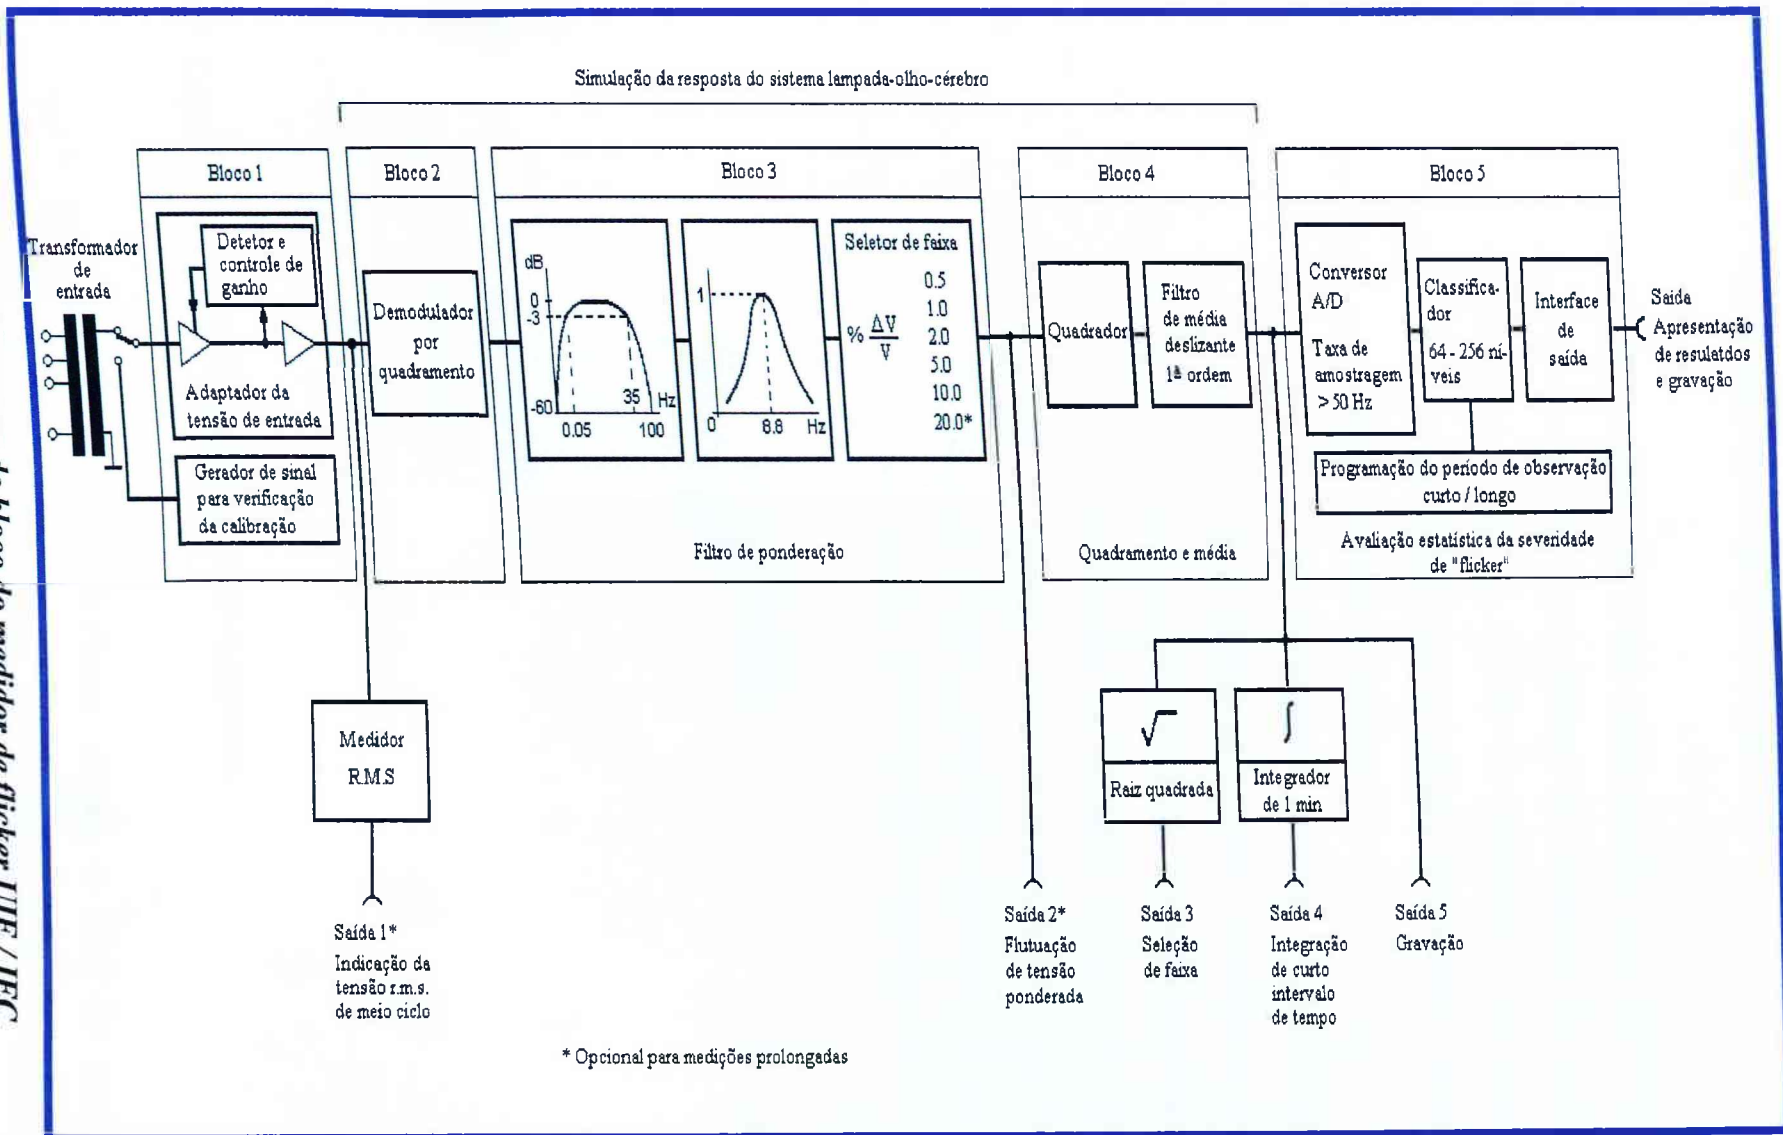 Simulação da resposta do sistema lampada-olho-cérebro
Bloco 1
Bloco 2
Bloco 3
Bloco 4
Bloco 5
Transformador
de
entrada
Detetor e
controle de
ganho
Adaptador da
tensão de entrada
Gerador de sinal
para verificação
da calibração
Demodulador
por
quadramento
dB
0
-3
-60
0.05
35
100
Hz
1
0
8.8
Hz
Seletor de faixa
% ΔV
V
0.5
1.0
2.0
5.0
10.0
20.0*
Filtro de ponderação
Quadrador
Filtro
de média
deslizante
1ª ordem
Quadramento e média
Conversor
A/D
Taxa de
amostragem
> 50 Hz
Classifica-
dor
64 - 256 ní-
veis
Interface
de
saída
Programação do período de observação
curto / longo
Avaliação estatística da severidade
de "flicker"
Saida
Apresentação
de resulatdos
e gravação
Medidor
R.M.S
√
Raiz quadrada
∫
Integrador
de 1 min
Saída 1*
Indicação da
tensão r.m.s.
de meio ciclo
Saída 2*
Flutuação
de tensão
ponderada
Saída 3
Seleção
de faixa
Saída 4
Integração
de curto
intervalo
de tempo
Saída 5
Gravação
* Opcional para medições prolongadas
do medidor de flicker UIE / IEC